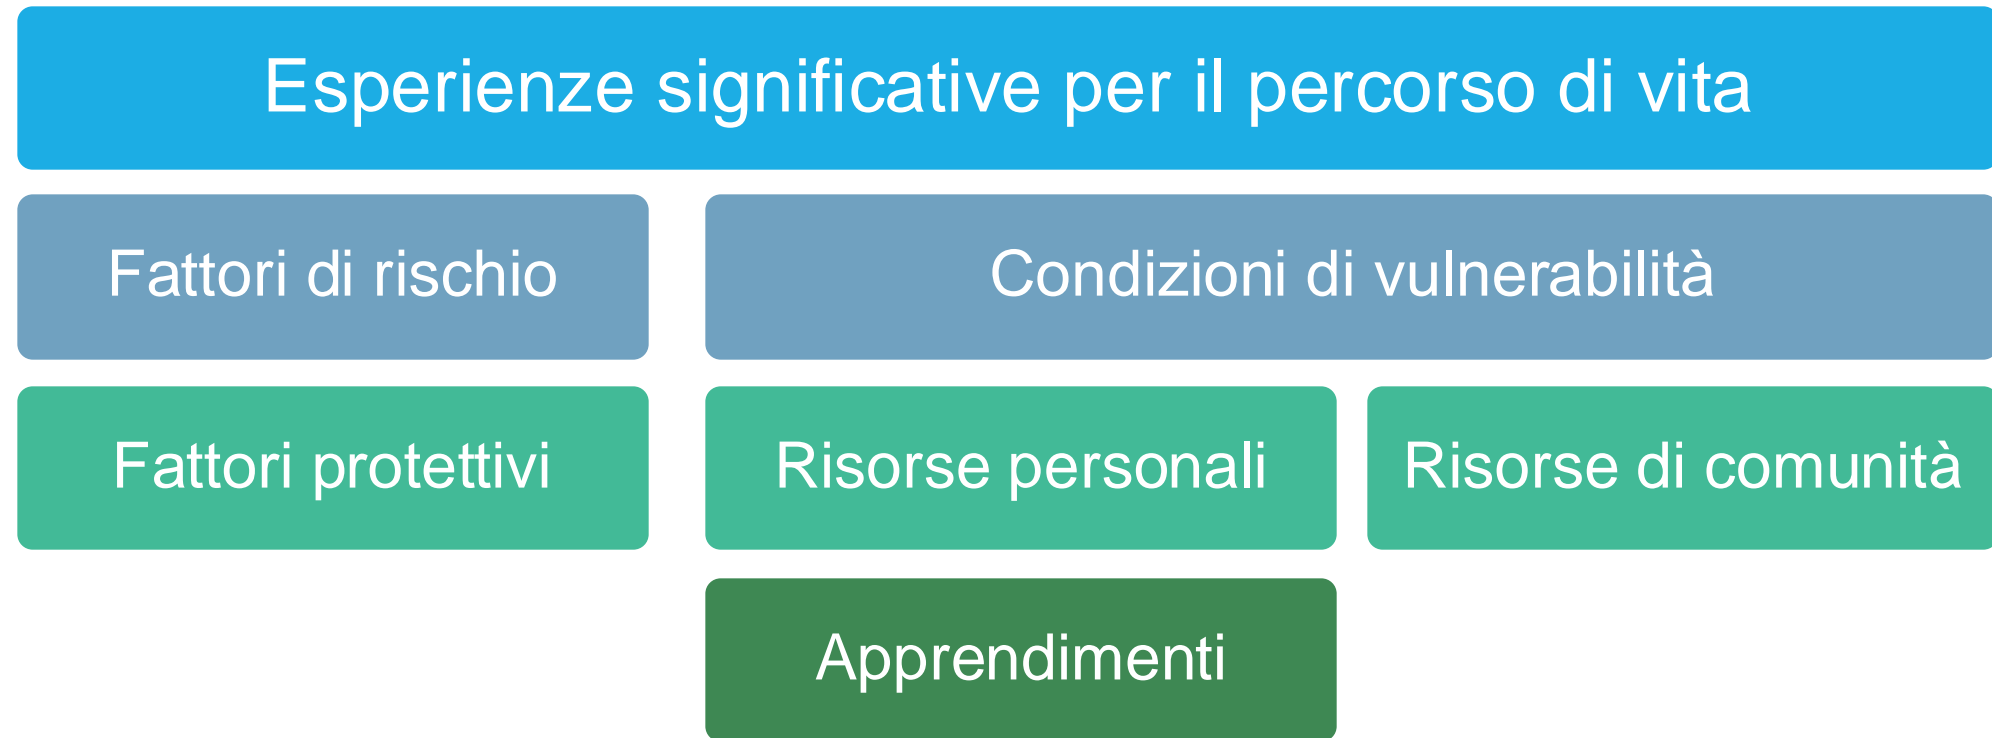 Esperienze significative per il percorso di vita
Fattori di rischio
Condizioni di vulnerabilità
Fattori protettivi
Risorse personali
Risorse di comunità
Apprendimenti